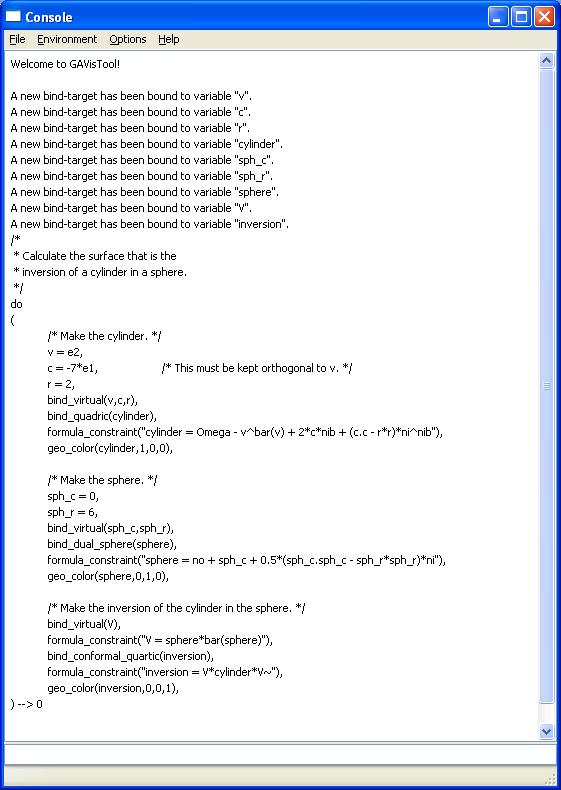 Console
File Environment Options Help
Welcome to GAVisTool!
A new bind-target has been bound to variable "v".
A new bind-target has been bound to variable "c".
A new bind-target has been bound to variable "r".
A new bind-target has been bound to variable "cylinder".
A new bind-target has been bound to variable "sph_c".
A new bind-target has been bound to variable "sph_r".
A new bind-target has been bound to variable "sphere".
A new bind-target has been bound to variable "V".
A new bind-target has been bound to variable "inversion".
/*
* Calculate the surface that is the
* inversion of a cylinder in a sphere.
*/
do
(
/* Make the cylinder. */
v = e2,
c = -7*e1, /* This must be kept orthogonal to v. */
r = 2,
bind_virtual(v,c,r),
bind_quadric(cylinder),
formula_constraint("cylinder = Omega - v^bar(v) + 2*c*nib + (c.c - r*r)*ni^nib"),
geo_color(cylinder,1,0,0),
/* Make the sphere. */
sph_c = 0,
sph_r = 6,
bind_virtual(sph_c,sph_r),
bind_dual_sphere(sphere),
formula_constraint("sphere = no + sph_c + 0.5*(sph_c.sph_c - sph_r*sph_r)*ni"),
geo_color(sphere,0,1,0),
/* Make the inversion of the cylinder in the sphere. */
bind_virtual(V),
formula_constraint("V = sphere*bar(sphere)"),
bind_conformal_quartic(inversion),
formula_constraint("inversion = V*cylinder*V~"),
geo_color(inversion,0,0,1),
) --> 0